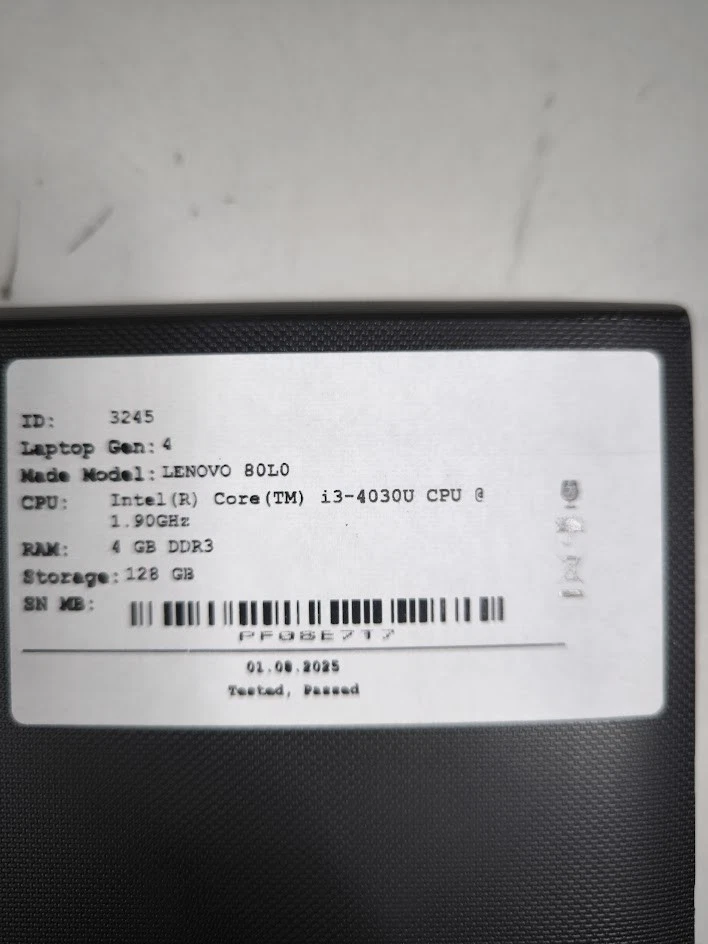 ID: 3245
Laptop Gen: 4
Made Model: LENOVO 80L0
CPU: Intel(R) Core(TM) i3-4030U CPU @
1.90GHz
RAM: 4 GB DDR3
Storage: 128 GB
SN MB:
PF08E717
01.08.2025
Tested, Passed